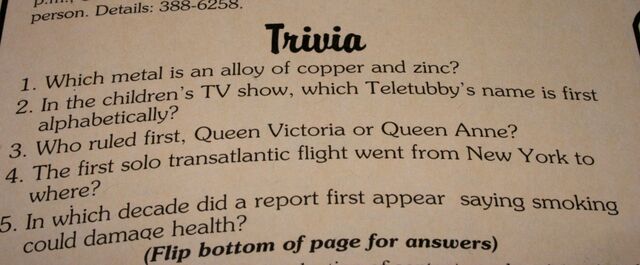 person. Details: 388-6258.
Trivia
1. Which metal is an alloy of copper and zinc?
2. In the children's TV show, which Teletubby's name is first
alphabetically?
3. Who ruled first, Queen Victoria or Queen Anne?
4. The first solo transatlantic flight went from New York to
where?
5. In which decade did a report first appear saying smoking
could damage health?
(Flip bottom of page for answers)